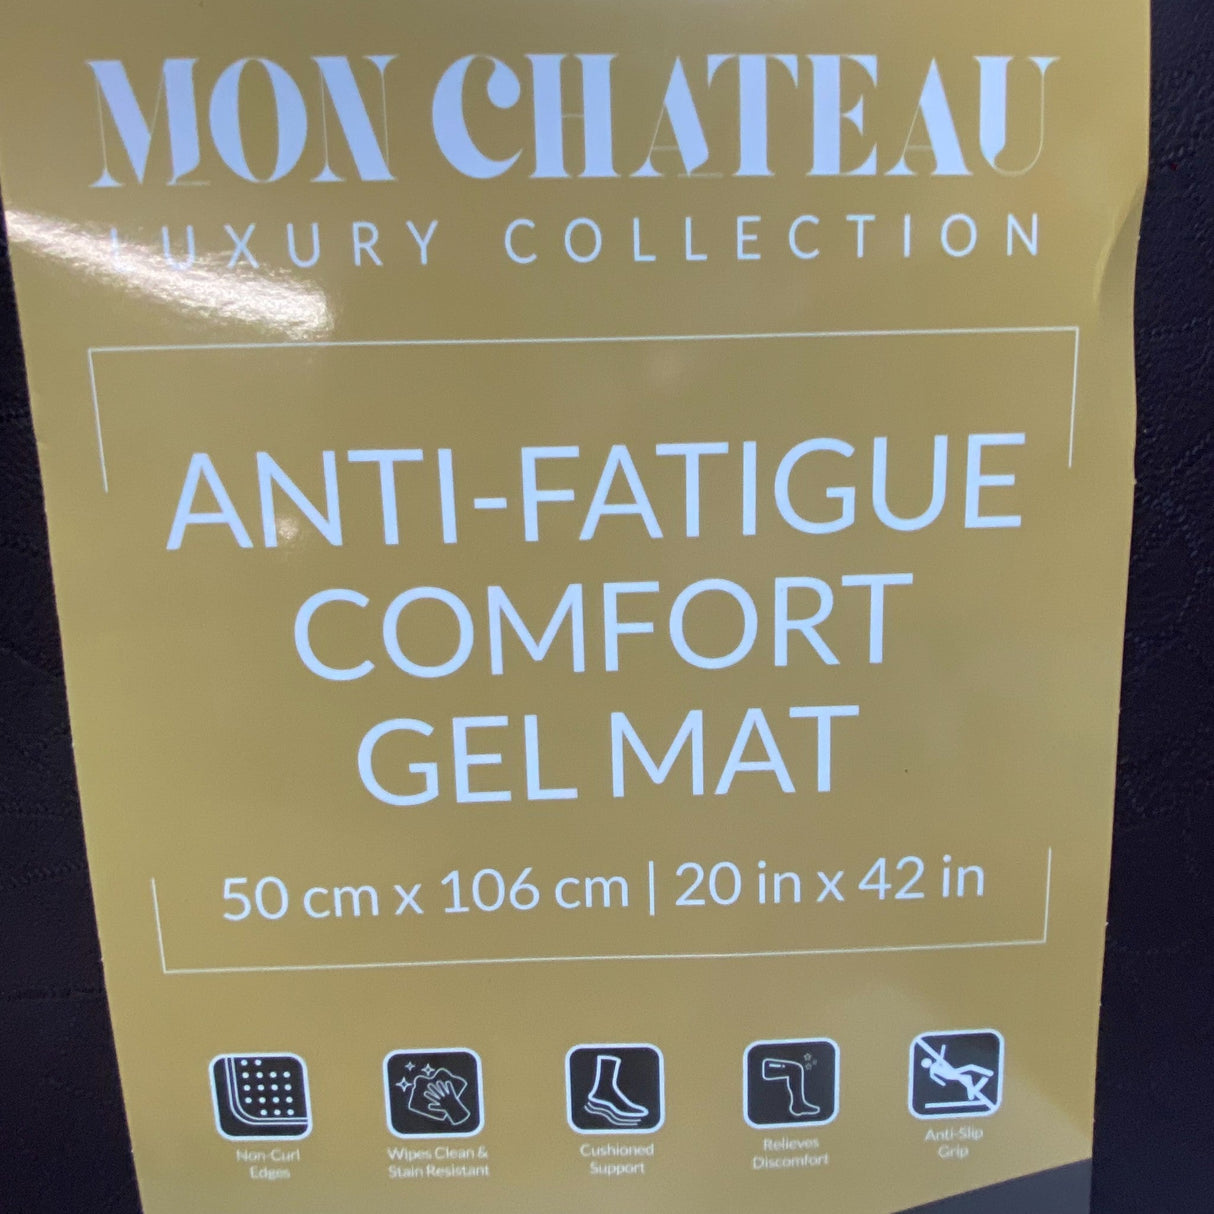 MON CHATEAU
LUXURY COLLECTION
ANTI-FATIGUE
COMFORT
GEL MAT
50 cm x 106 cm | 20 in x 42 in
Non-Curl
Edges
Wipes Clean &
Stain Resistant
Cushioned
Support
Relieves
Discomfort
Anti-Slip
Grip